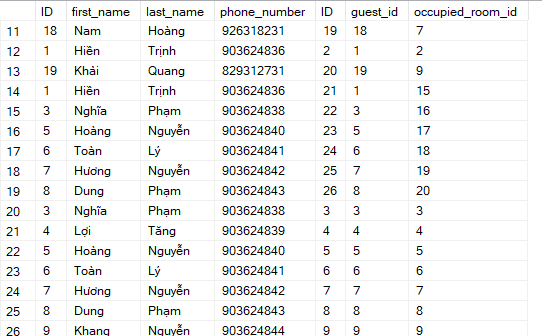 ID first_name last_name phone_number ID guest_id occupied_room_id
11 18 Nam Hoàng 926318231 19 18 7
12 1 Hiền Trịnh 903624836 2 1 2
13 19 Khải Quang 829312731 20 19 9
14 1 Hiền Trịnh 903624836 21 1 15
15 3 Nghĩa Phạm 903624838 22 3 16
16 5 Hoàng Nguyễn 903624840 23 5 17
17 6 Toàn Lý 903624841 24 6 18
18 7 Hương Nguyễn 903624842 25 7 19
19 8 Dung Phạm 903624843 26 8 20
20 3 Nghĩa Phạm 903624838 3 3 3
21 4 Lợi Tăng 903624839 4 4 4
22 5 Hoàng Nguyễn 903624840 5 5 5
23 6 Toàn Lý 903624841 6 6 6
24 7 Hương Nguyễn 903624842 7 7 7
25 8 Dung Phạm 903624843 8 8 8
26 9 Khang Nguyễn 903624844 9 9 9